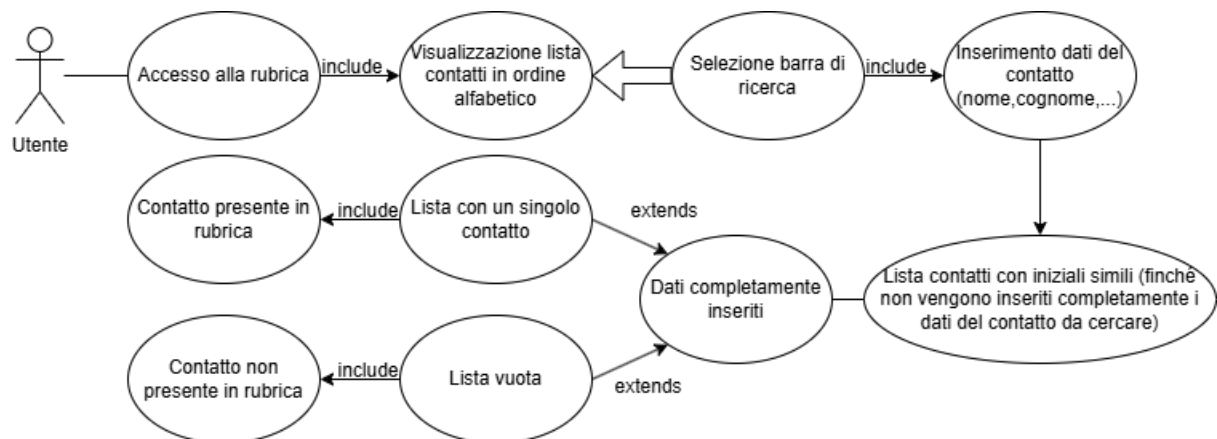 Utente
Accesso alla rubrica
include
Visualizzazione lista
contatti in ordine
alfabetico
Selezione barra di
ricerca
include
Inserimento dati del
contatto
(nome,cognome,...)
Contatto presente in
rubrica
include
Lista con un singolo
contatto
extends
Dati completamente
inseriti
Lista contatti con iniziali simili (finchè
non vengono inseriti completamente i
dati del contatto da cercare)
Contatto non
presente in rubrica
include
Lista vuota
extends